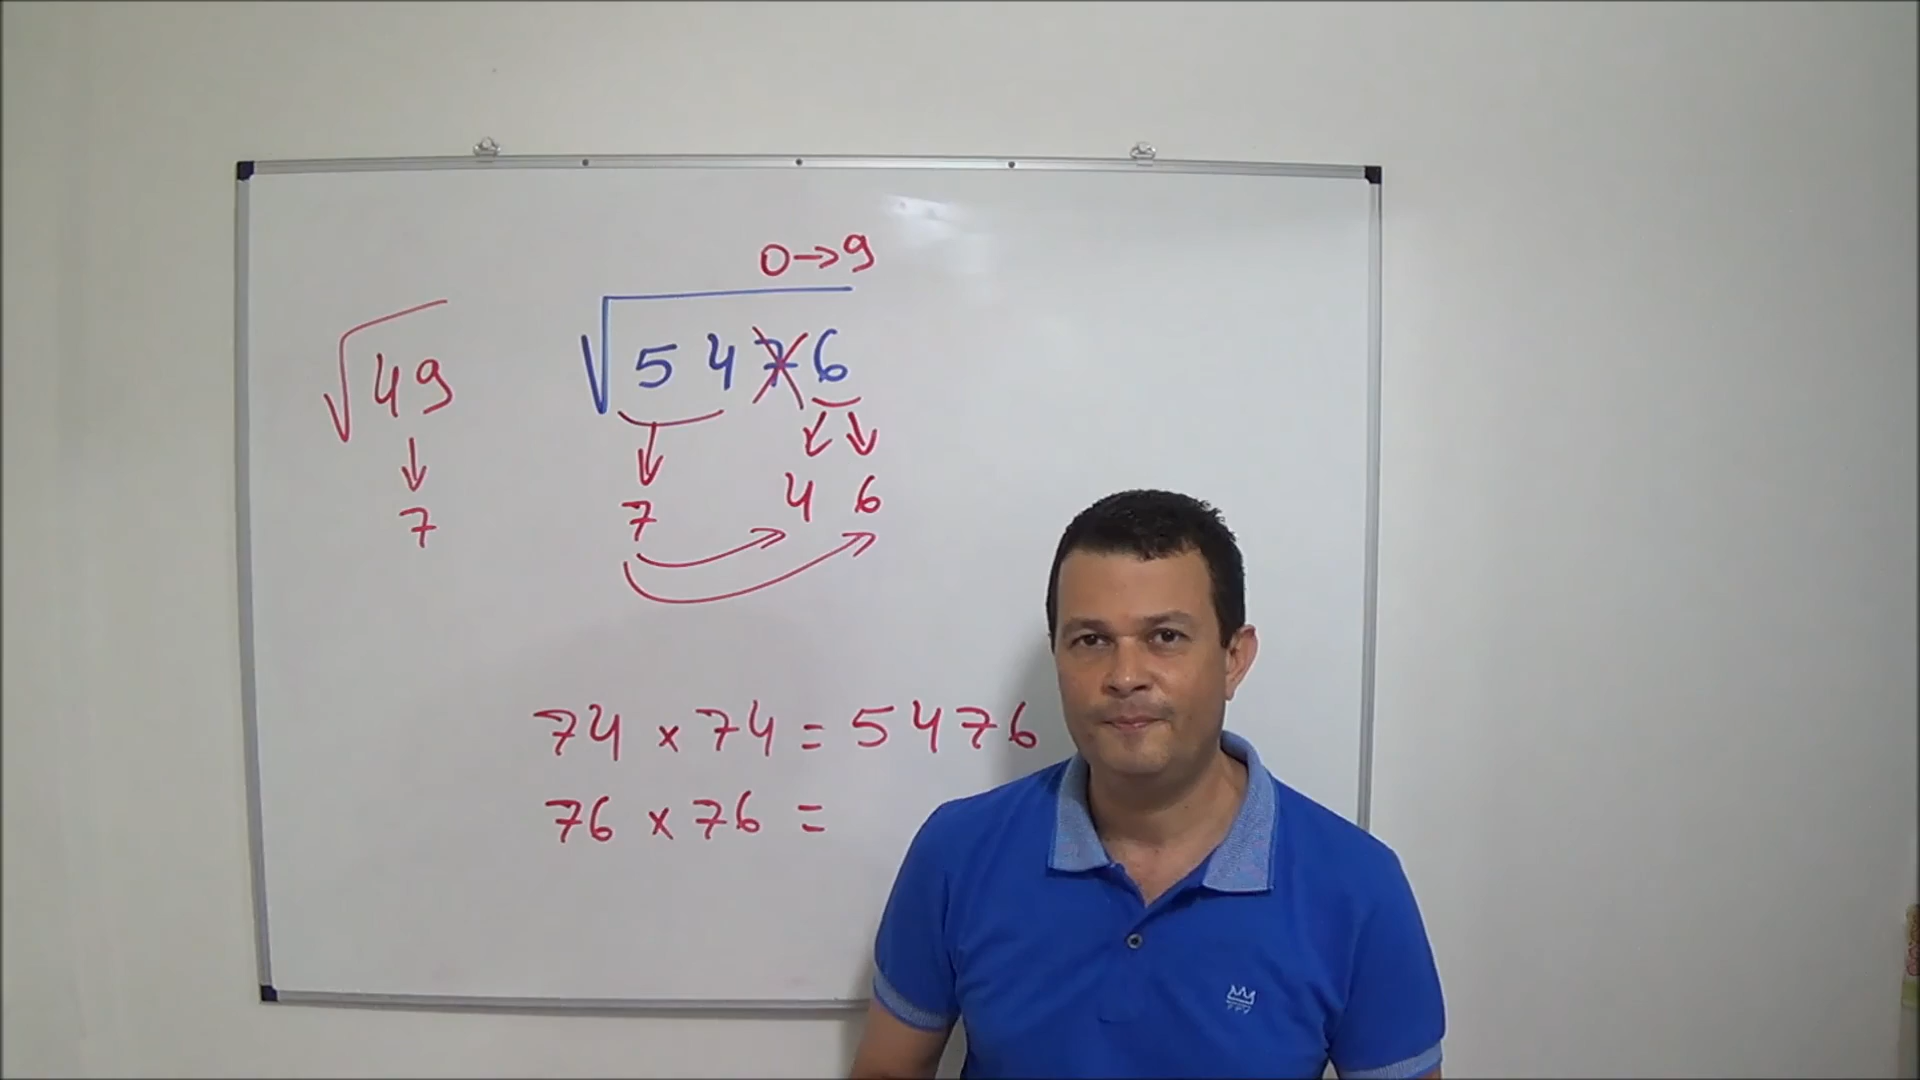 0→9
√49
√5476
↓ ↓ ↙ ↘
7 7 4 6
74 × 74 = 5476
76 × 76 =